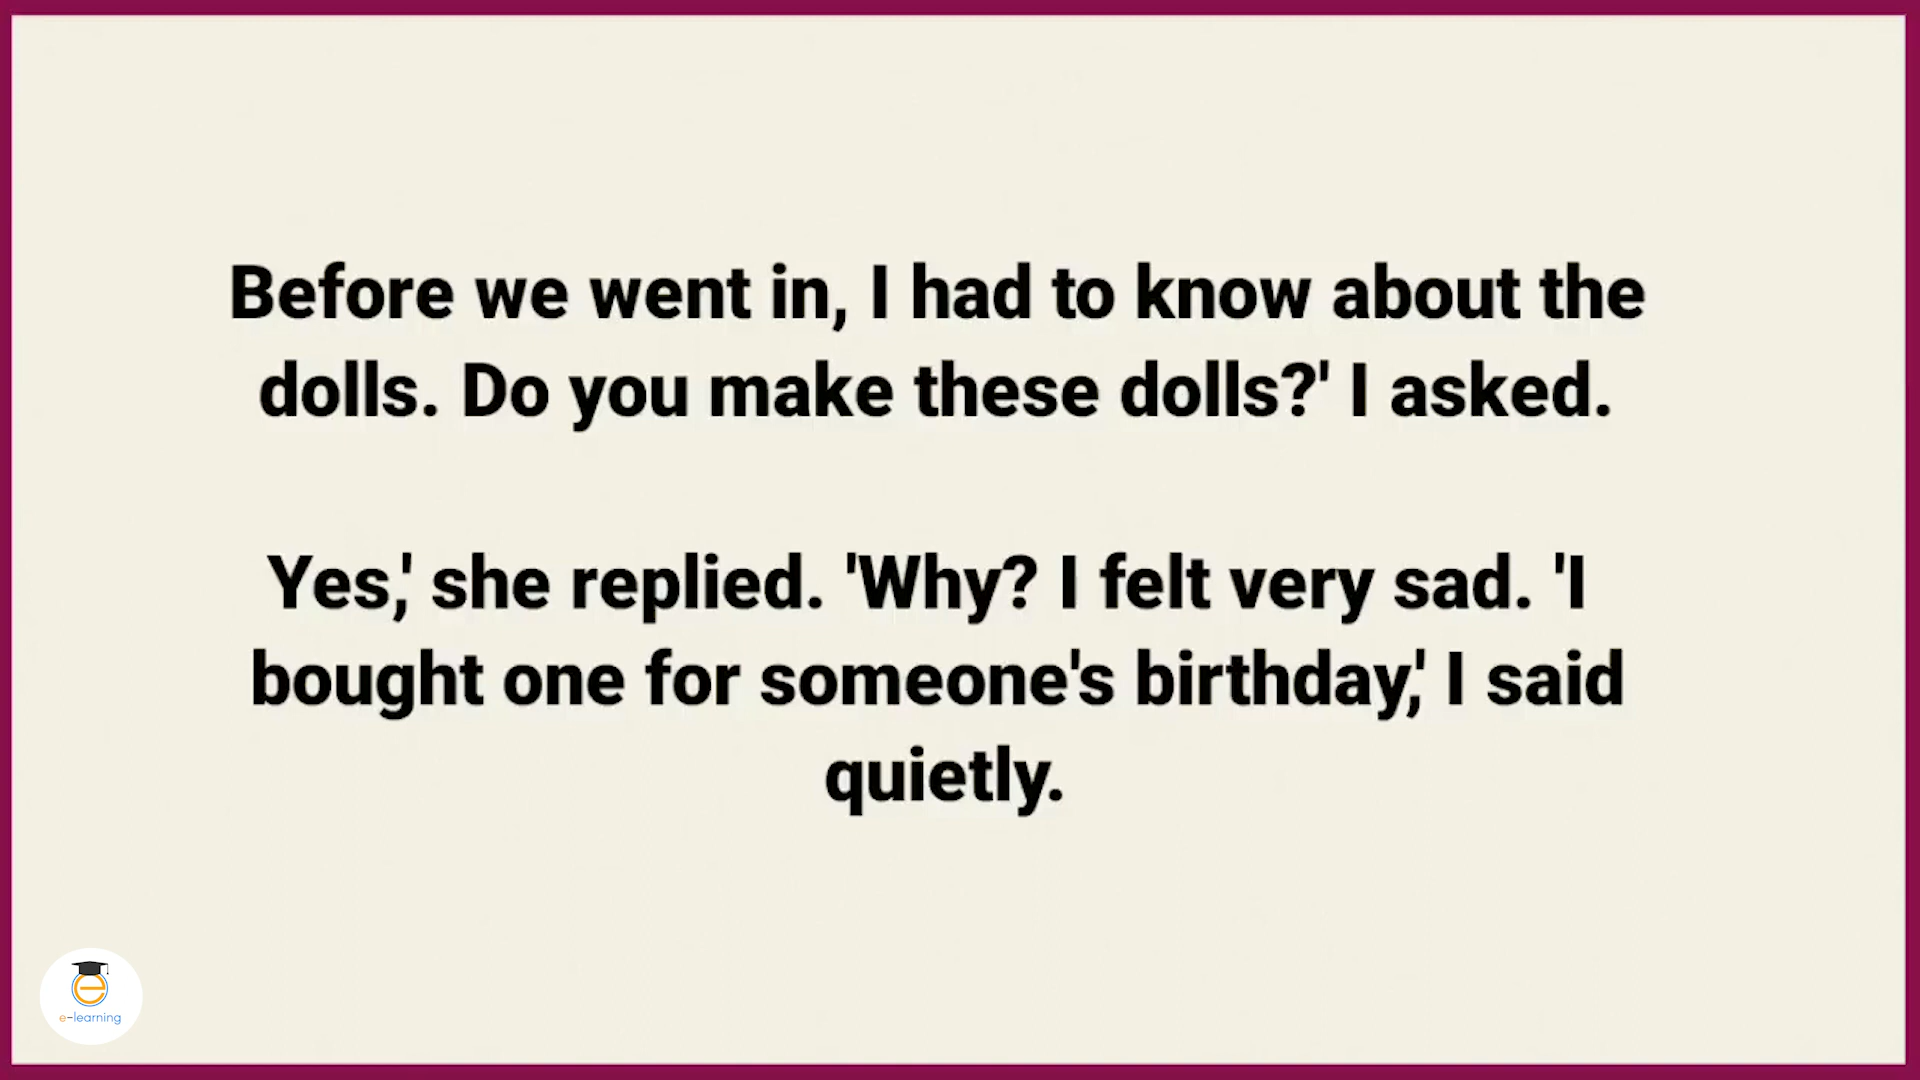 Before we went in, I had to know about the
dolls. Do you make these dolls?' I asked.
Yes,' she replied. 'Why? I felt very sad. 'I
bought one for someone's birthday,' I said
quietly.
e-learning